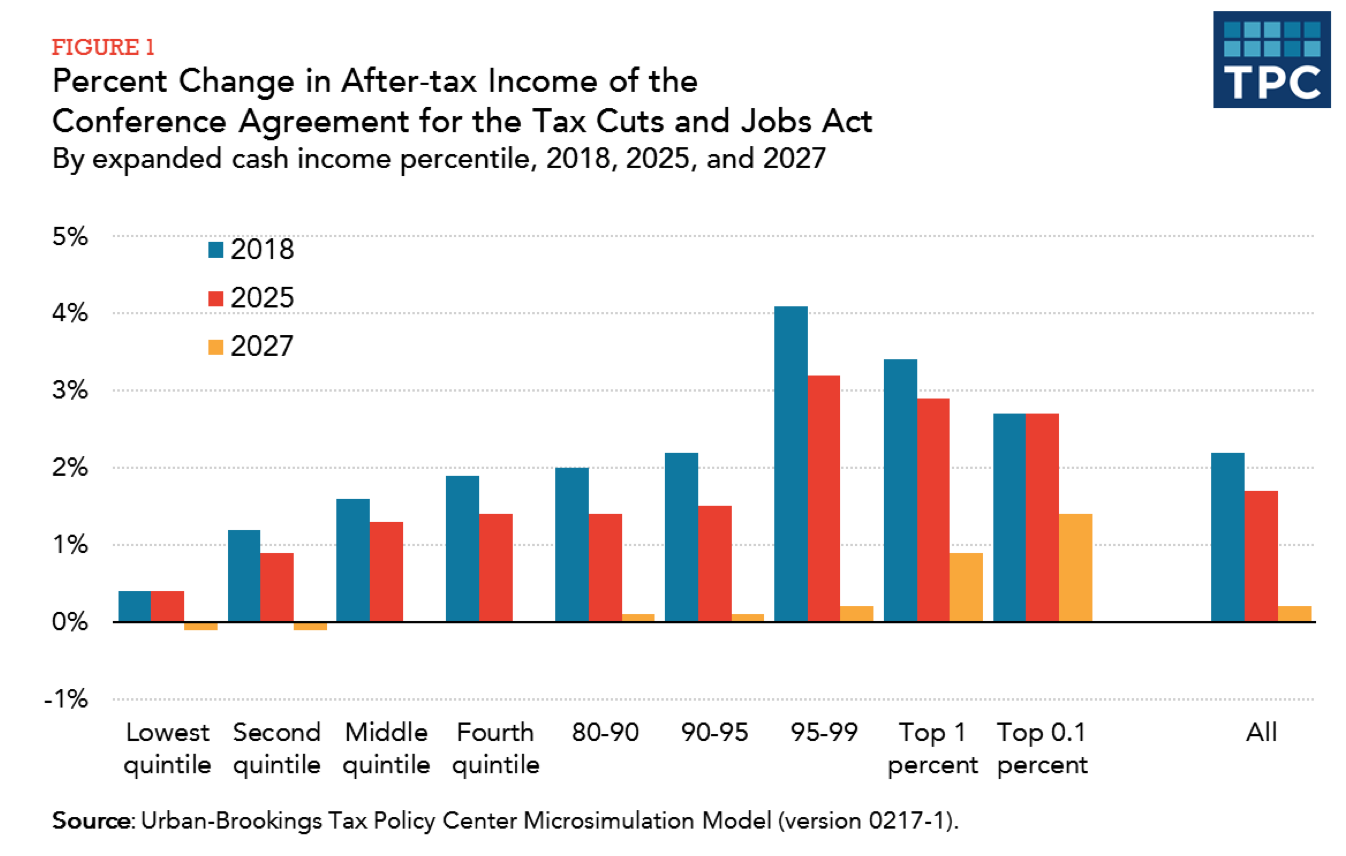 FIGURE 1
Percent Change in After-tax Income of the
Conference Agreement for the Tax Cuts and Jobs Act
By expanded cash income percentile, 2018, 2025, and 2027
TPC
5%
4%
3%
2%
1%
0%
-1%
2018
2025
2027
Lowest quintile
Second quintile
Middle quintile
Fourth quintile
80-90
90-95
95-99
Top 1 percent
Top 0.1 percent
All
Source: Urban-Brookings Tax Policy Center Microsimulation Model (version 0217-1).